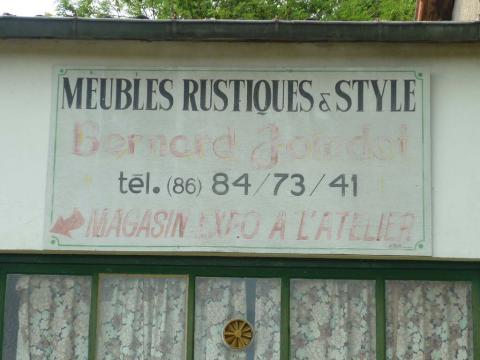 MEUBLES RUSTIQUES & STYLE
Bernard
tél. (86) 84/73/41
MAGASIN EXPO A L'ATELIER